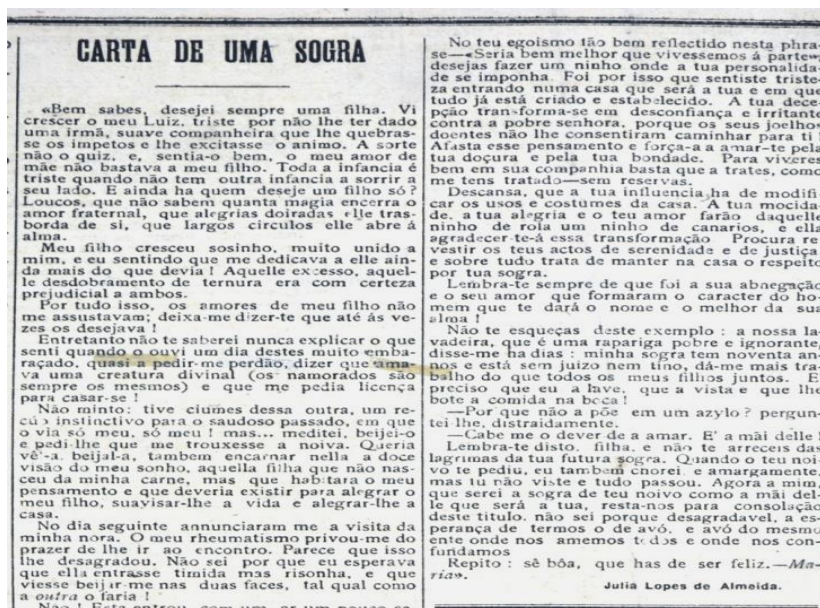 CARTA DE UMA SOGRA
«Bem sabes, desejei sempre uma filha. Vi
crescer o meu Luiz, triste por não lhe ter dado
uma irmã, suave companheira que lhe quebras-
se os impetos e lhe excitasse o animo. A sorte
não o quiz, e, sentia-o bem, o meu amor de
mãe não bastava a meu filho. Toda a infancia é
triste quando não tem outra infancia a sorrir a
seu lado. E ainda ha quem deseje um filho só?
Loucos, que não sabem quanta magia encerra o
amor fraternal, que alegrias doiradas elle tras-
borda de si, que largos circulos elle abre á
alma.
Meu filho cresceu sosinho, muito unido a
mim, e eu sentindo que me dedicava a elle ain-
da mais do que devia! Aquelle excesso, aquel-
le desdobramento de ternura era com certeza
prejudicial a ambos.
Por tudo isso, os amores de meu filho não
me assustavam; deixa-me dizer-te que até ás ve-
zes os desejava!
Entretanto não te saberei nunca explicar o que
senti quando o ouvi um dia destes muito emba-
raçado, quasi a pedir-me perdão, dizer que ama-
va uma creatura divinal (os namorados são
sempre os mesmos) e que me pedia licença
para casar-se!
Não minto: tive ciumes dessa outra, um re-
cúo instinctivo para o saudoso passado, em que
o via só meu, só meu! mas... meditei, beijei-o
e pedi-lhe que me trouxesse a noiva. Queria
vê-a, beijal-a, tambem encarnar nella a doce
visão do meu sonho, aquella filha que não nas-
ceu da minha carne, mas que habitara o meu
pensamento e que deveria existir para alegrar o
meu filho, suavisar-lhe a vida e alegrar-lhe a
casa.
No dia seguinte annunciaram me a visita da
minha nora. O meu rheumatismo privou-me do
prazer de lhe ir ao encontro. Parece que isso
lhe desagradou. Não sei por que eu esperava
que ella entrasse timida mas risonha, e que
viesse beijir-me nas duas faces, tal qual como
a outra o faria!
Não! Esta entrou com um ar um pouco
No teu egoismo tão bem reflectido nesta phra-
se—«Seria bem melhor que vivessemos á parte»,
desejas fazer um ninho onde a tua personalida-
de se imponha. Foi por isso que sentiste triste-
za entrando numa casa que será a tua e em que
tudo já está criado e estabelecido. A tua dece-
pção transforma-se em desconfiança e irritante
contra a pobre senhora, porque os seus joelhos
doentes não lhe consentiram caminhar para ti!
Afasta esse pensamento e força-a a amar-te pela
tua doçura e pela tua bondade. Para viveres
bem em sua companhia basta que a trates, como
me tens tratado—sem reservas.
Descansa, que a tua influencia ha de modifi-
car os usos e costumes da casa. A tua mocida-
de, a tua alegria e o teu amor farão daquelle
ninho de rola um ninho de canarios, e ella
agradecer-te-á essa transformação Procura re-
vestir os teus actos de serenidade e de justiça
e sobre tudo trata de manter na casa o respeito
por tua sogra.
Lembra-te sempre de que foi a sua abnegação
e o seu amor que formaram o caracter do ho-
mem que te dará o nome e o melhor da sua
alma!
Não te esqueças deste exemplo: a nossa la-
vadeira, que é uma rapariga pobre e ignorante,
disse-me ha dias: minha sogra tem noventa an-
nos e está sem juizo nem tino, dá-me mais tra-
balho do que todos os meus filhos juntos. E'
preciso que eu a lave, que a vista e que lhe
bote a comida na boca!
—Por que não a põe em um azylo? pergun-
tei lhe, distraidamente.
—Cabe me o dever de a amar. E' a mãi delle!
Lembra-te disto, filha, e não te arreceis das
lagrimas da tua futura sogra. Quando o teu noi-
vo te pediu, eu tambem chorei e amargamente,
mas tu não viste e tudo passou. Agora a mim,
que serei a sogra de teu noivo como a mãi del-
le que será a tua, resta-nos para consolação
deste titulo, não sei porque desagradavel, a es-
perança de termos o de avó, e avó do mesmo
ente onde nos amemos todos e onde nos con-
fundamos
Repito: sê bôa, que has de ser feliz.—Ma-
ria».
Julia Lopes de Almeida.